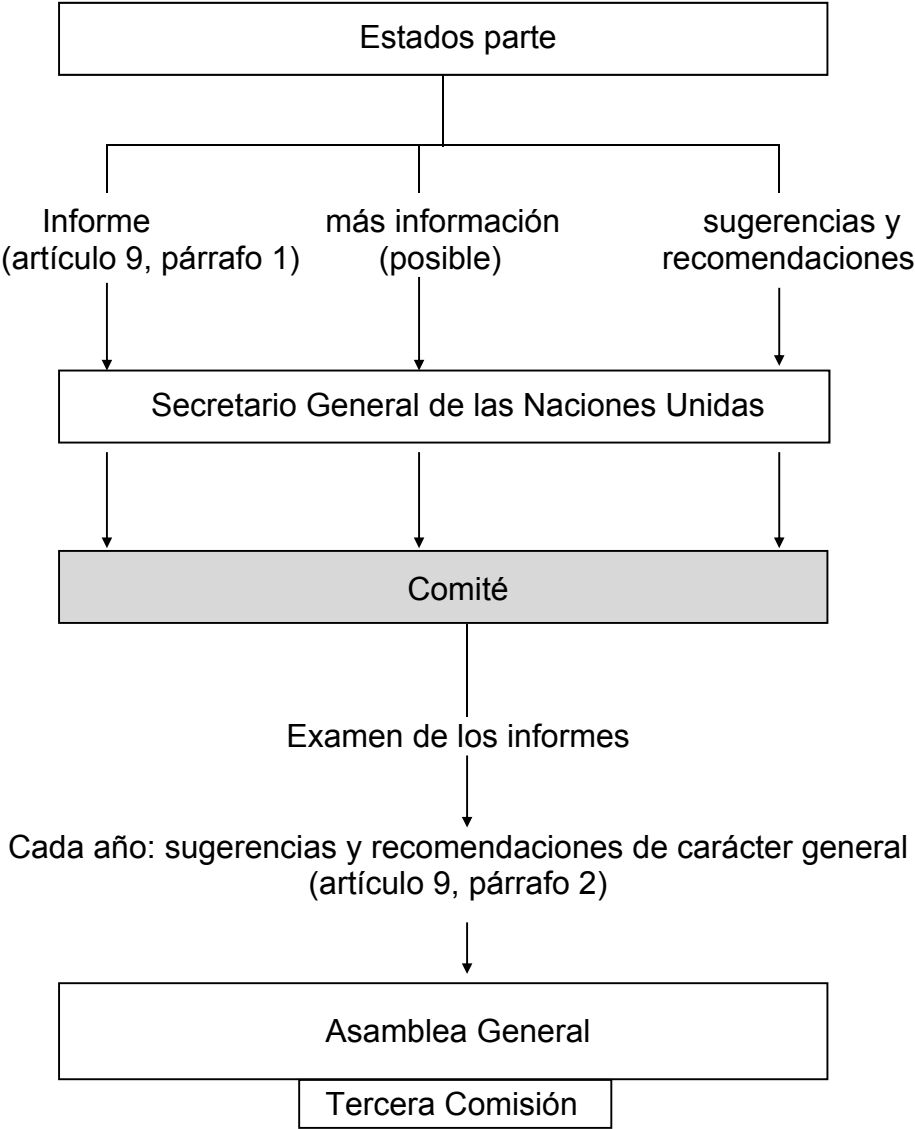 Estados parte
Informe
(artículo 9, párrafo 1)
más información
(posible)
sugerencias y
recomendaciones
Secretario General de las Naciones Unidas
Comité
Examen de los informes
Cada año: sugerencias y recomendaciones de carácter general
(artículo 9, párrafo 2)
Asamblea General
Tercera Comisión